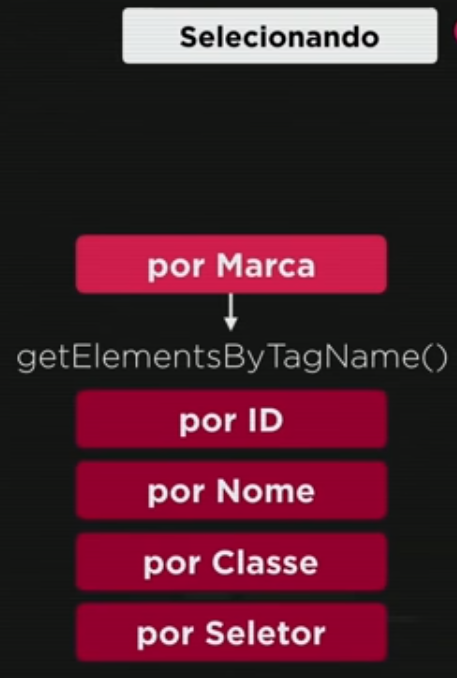 Selecionando
por Marca
getElementsByTagName()
por ID
por Nome
por Classe
por Seletor